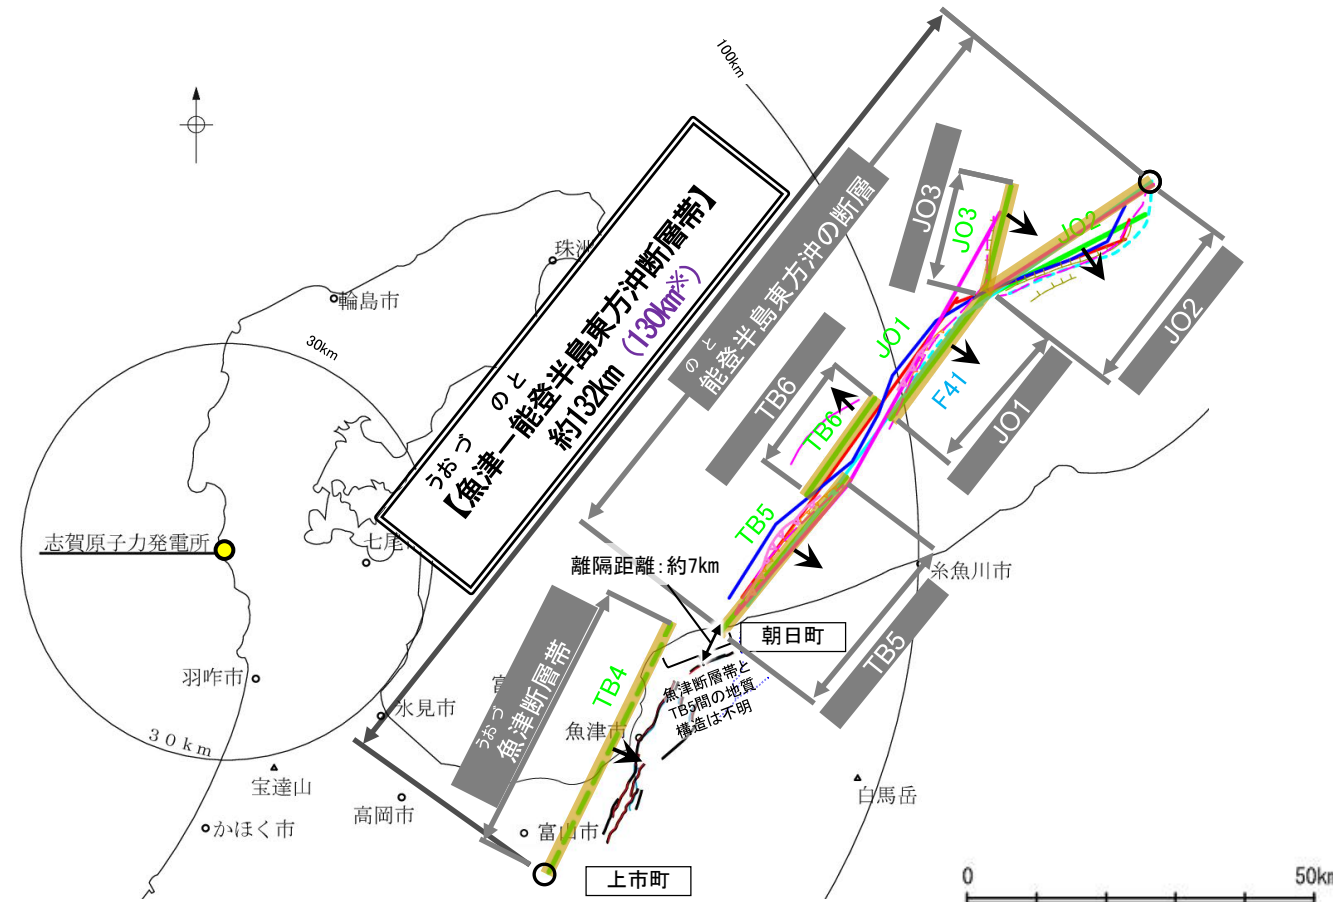 100km
うおづ のと
【魚津－能登半島東方沖断層帯】
約132km (130km※)
のと
能登半島東方沖の断層
JO3
JO3
JO2
JO2
JO1
JO1
F41
TB6
TB6
TB5
TB5
珠洲
輪島市
30km
志賀原子力発電所
七尾
離隔距離：約7km
糸魚川市
朝日町
魚津断層帯と
TB5間の地質
構造は不明
TB4
うおづ
魚津断層帯
羽咋市
氷見市
富
魚津市
30km
宝達山
高岡市
白馬岳
かほく市
富山市
上市町
0
50km